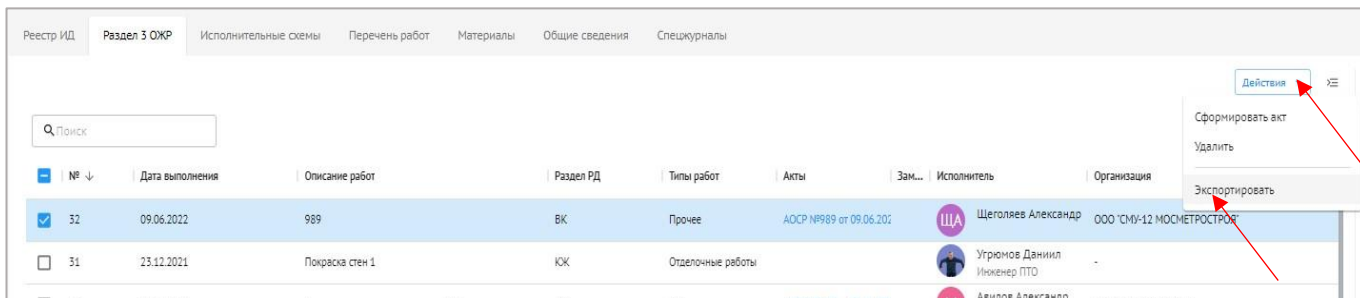 Реестр ИД Раздел 3 ОЖР Исполнительные схемы Перечень работ Материалы Общие сведения Спецжурналы
Действия
Сформировать акт
Поиск
Удалить
№ ↓ Дата выполнения Описание работ Раздел РД Типы работ Акты Зам... Исполнитель Организация
Экспортировать
32 09.06.2022 989 ВК Прочее АОСР №989 от 09.06.202 ЩА Щеголяев Александр ООО "СМУ-12 МОСМЕТРОСТРОЯ"
31 23.12.2021 Покраска стен 1 КЖ Отделочные работы Угрюмов Даниил -
Инженер ПТО
Авилов Александр